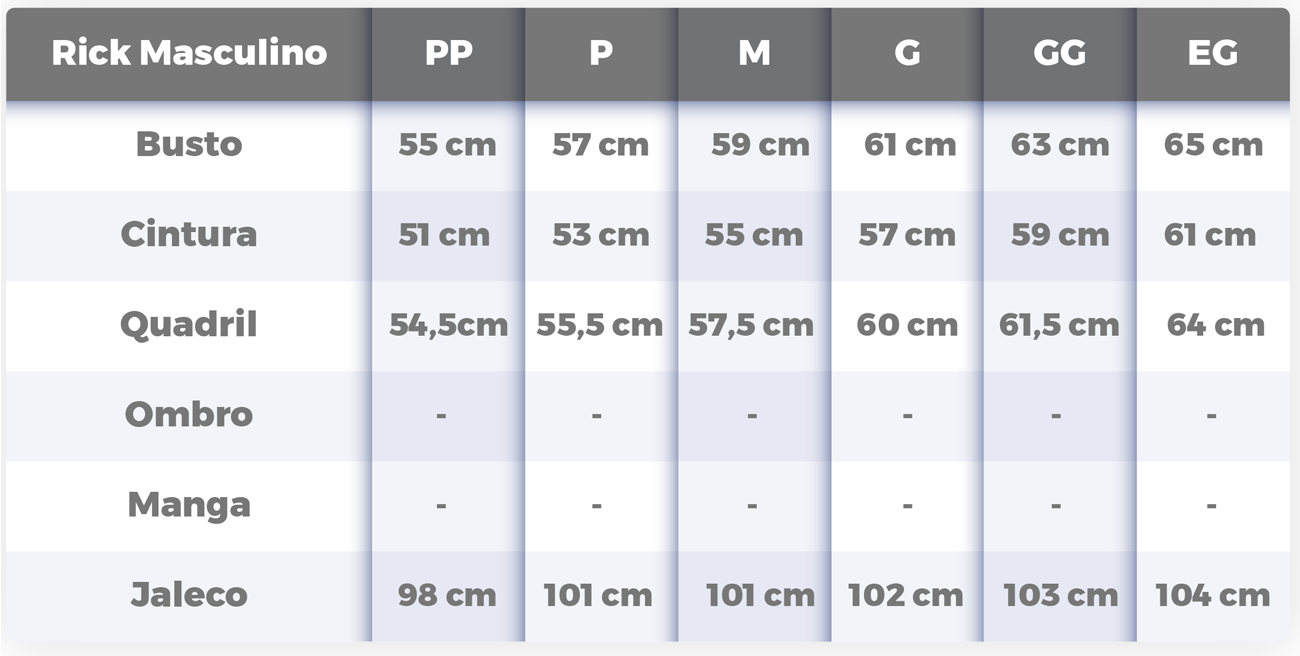 Rick Masculino PP P M G GG EG
Busto 55 cm 57 cm 59 cm 61 cm 63 cm 65 cm
Cintura 51 cm 53 cm 55 cm 57 cm 59 cm 61 cm
Quadril 54,5cm 55,5 cm 57,5 cm 60 cm 61,5 cm 64 cm
Ombro - - - - - -
Manga - - - - - -
Jaleco 98 cm 101 cm 101 cm 102 cm 103 cm 104 cm